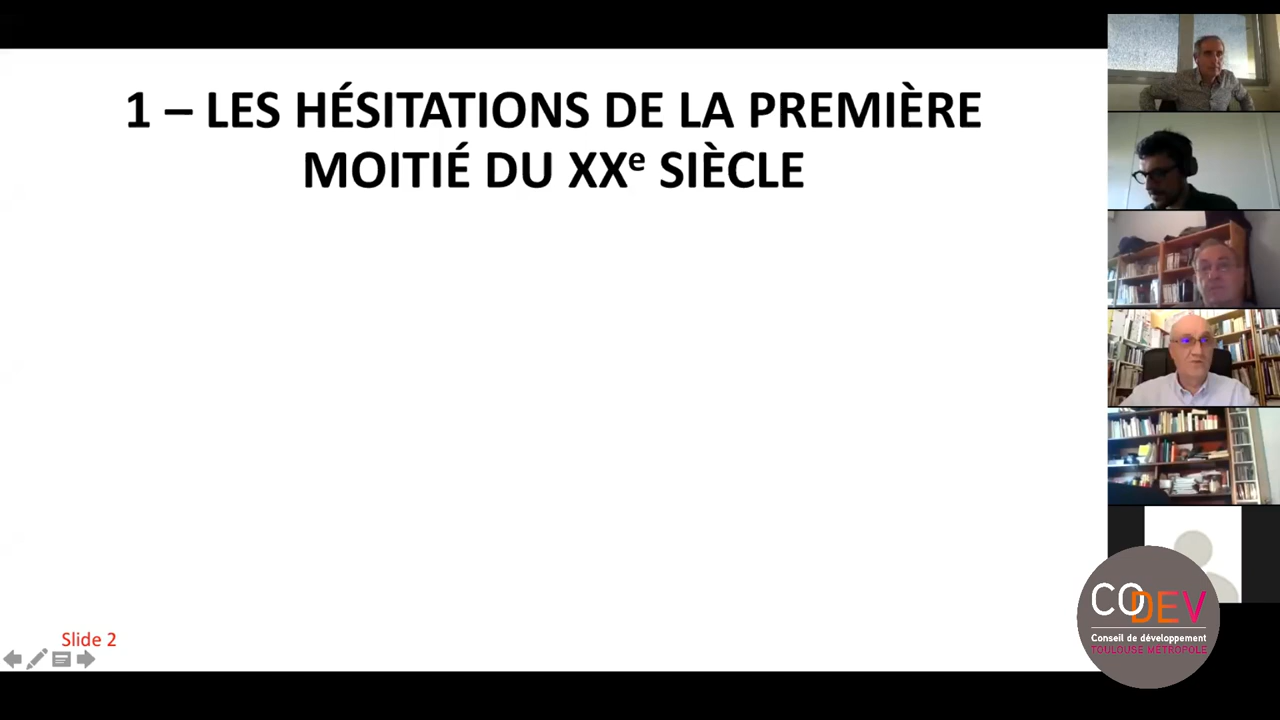 1 – LES HÉSITATIONS DE LA PREMIÈRE
MOITIÉ DU XXe SIÈCLE
Slide 2
CODEV
Conseil de développement
TOULOUSE MÉTROPOLE